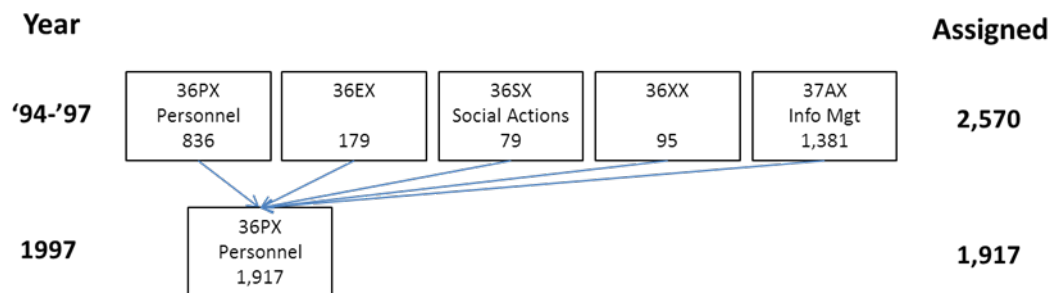 Year
Assigned
'94-'97
36PX
Personnel
836
36EX
179
36SX
Social Actions
79
36XX
95
37AX
Info Mgt
1,381
2,570
1997
36PX
Personnel
1,917
1,917